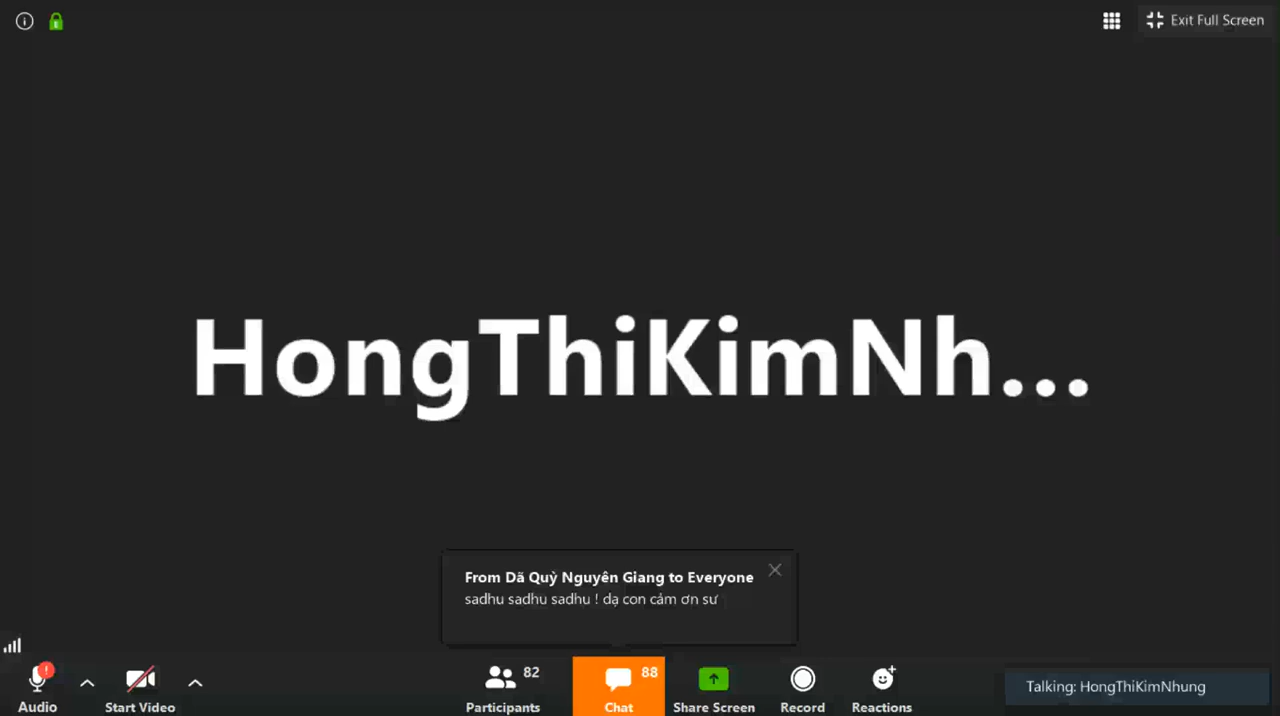 Exit Full Screen
HongThiKimNh...
From Dã Quỳ Nguyên Giang to Everyone
sadhu sadhu sadhu ! dạ con cảm ơn sư
82
88
Audio
Start Video
Participants
Chat
Share Screen
Record
Reactions
Talking: HongThiKimNhung